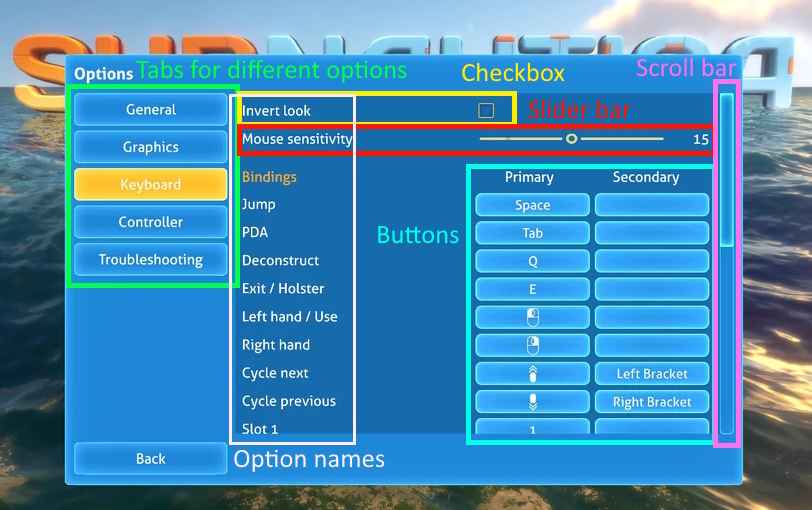 SUBNAUTICA
Options
Tabs for different options
Checkbox
Scroll bar
General
Invert look
Slider bar
Graphics
Mouse sensitivity
15
Keyboard
Bindings
Primary
Secondary
Controller
Jump
Space
Troubleshooting
PDA
Buttons
Tab
Deconstruct
Q
Exit / Holster
E
Left hand / Use
Right hand
Cycle next
Left Bracket
Cycle previous
Right Bracket
Slot 1
1
Back
Option names